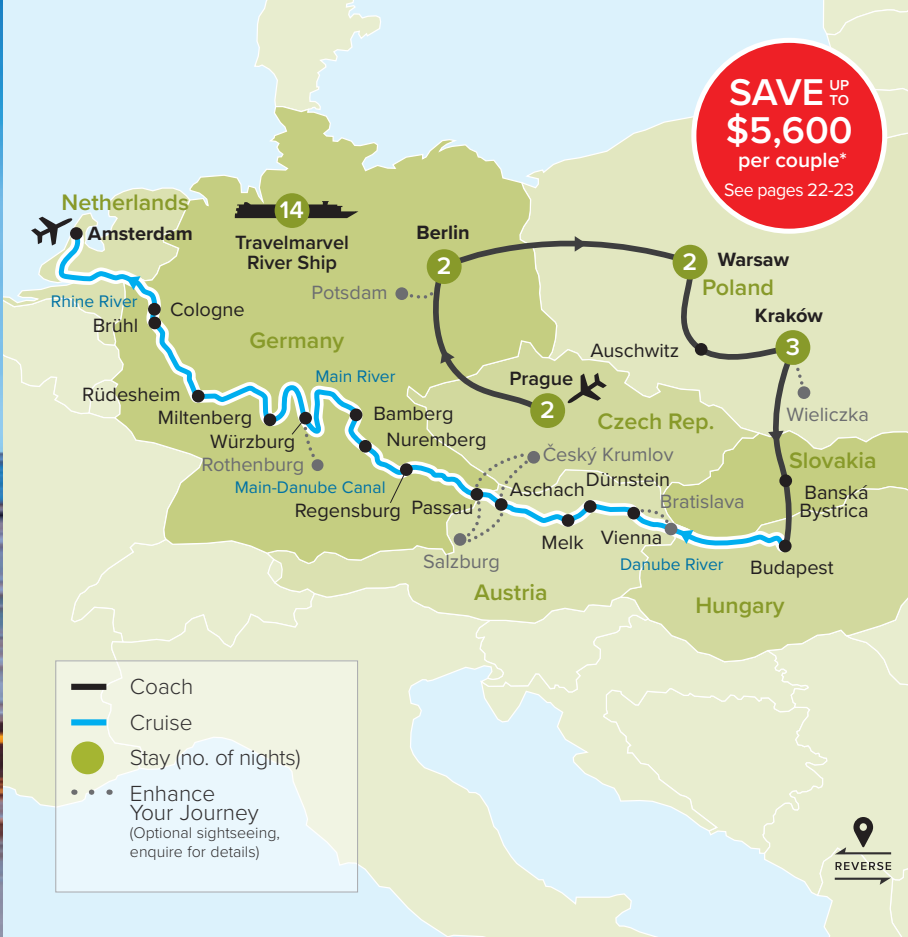 SAVE UP TO
$5,600
per couple*
See pages 22-23
Netherlands
Amsterdam
14
Travelmarvel
River Ship
Berlin
2
2
Warsaw
Poland
Potsdam
Rhine River
Cologne
Brühl
Germany
Kraków
3
Auschwitz
Prague
2
Main River
Rüdesheim
Miltenberg
Würzburg
Rothenburg
Bamberg
Nuremberg
Czech Rep.
Wieliczka
Main-Danube Canal
Regensburg
Passau
Český Krumlov
Aschach
Dürnstein
Bratislava
Slovakia
Banská
Bystrica
Melk
Vienna
Salzburg
Danube River
Budapest
Austria
Hungary
Coach
Cruise
Stay (no. of nights)
Enhance
Your Journey
(Optional sightseeing,
enquire for details)
REVERSE